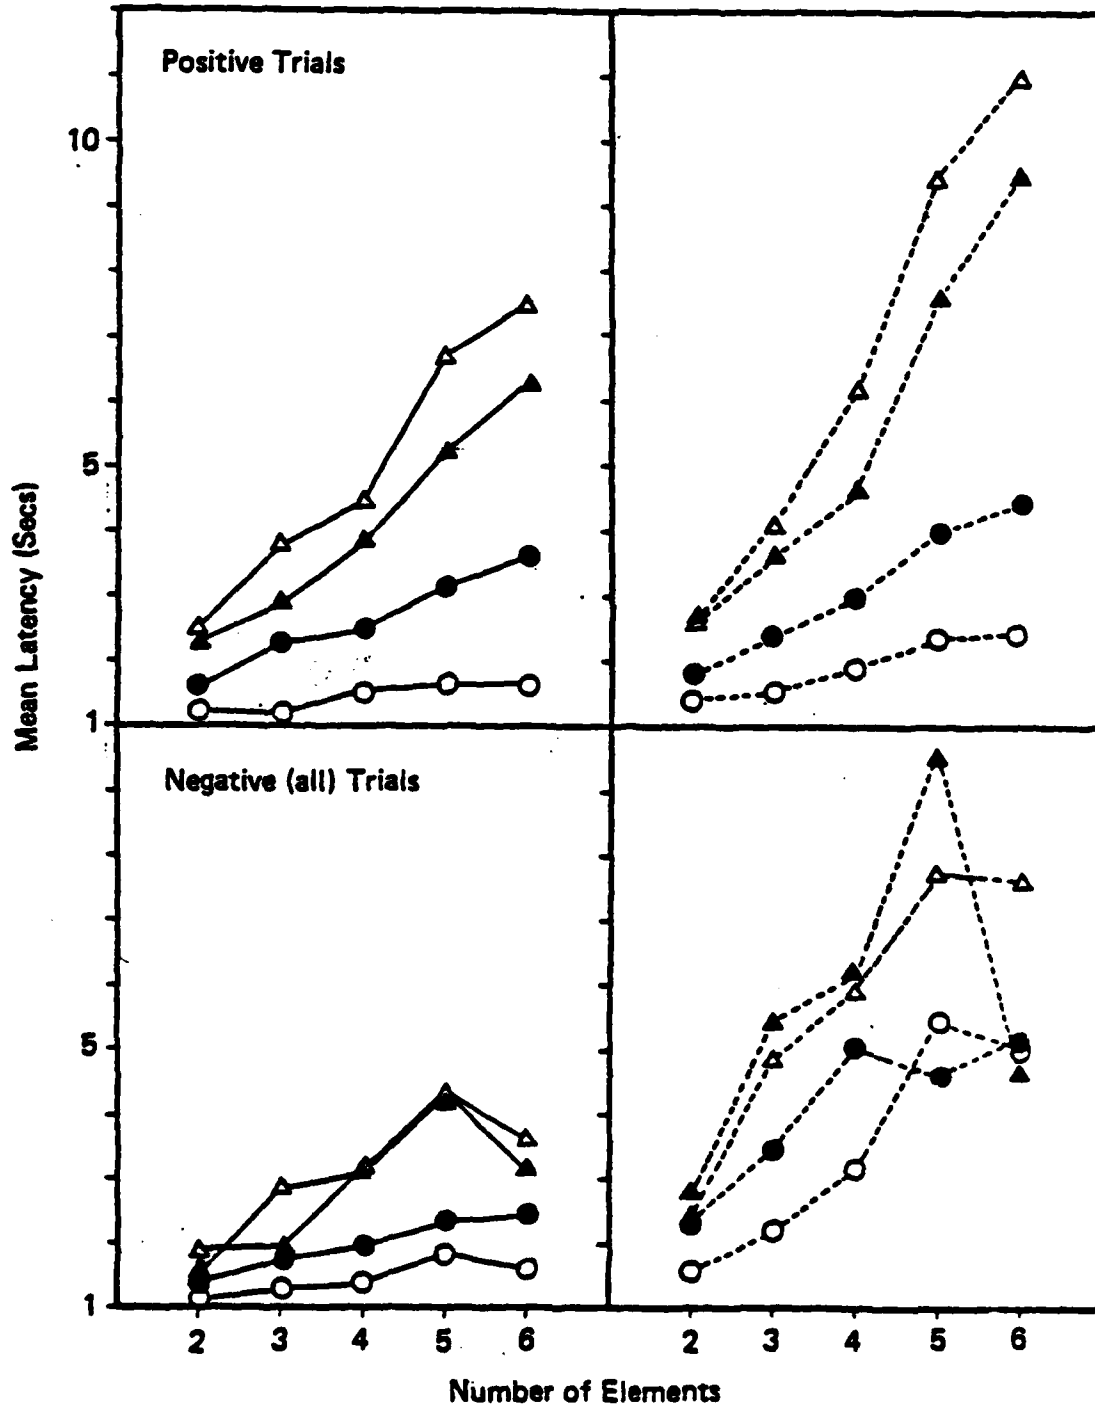 Positive Trials
10
5
1
Mean Latency (Secs)
Negative (all) Trials
5
1
2 3 4 5 6 2 3 4 5 6
Number of Elements